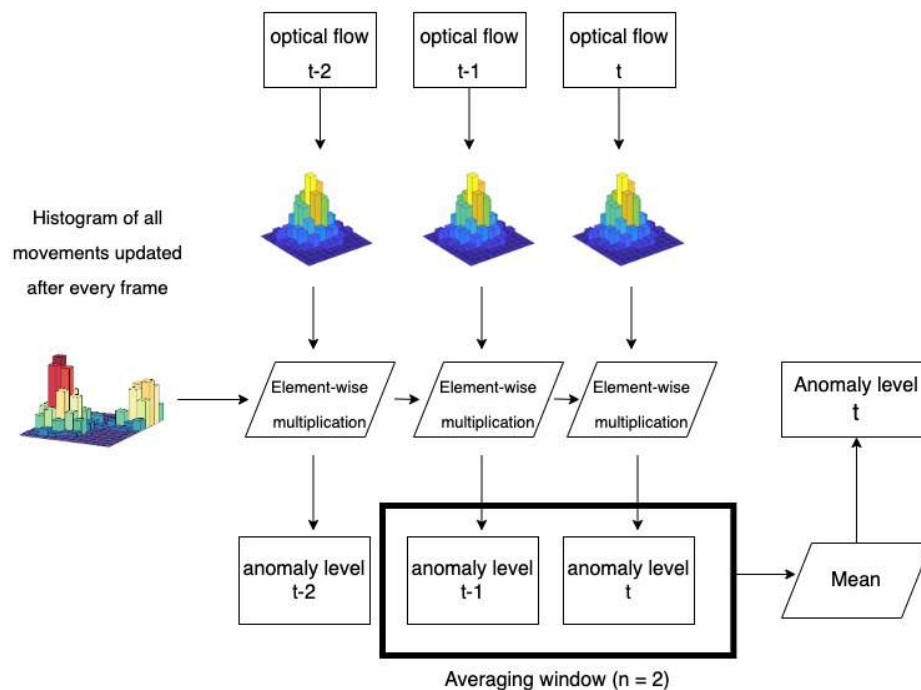 optical flow
t-2
optical flow
t-1
optical flow
t
Histogram of all
movements updated
after every frame
Element-wise
multiplication
Element-wise
multiplication
Element-wise
multiplication
Anomaly level
t
anomaly level
t-2
anomaly level
t-1
anomaly level
t
Mean
Averaging window (n = 2)